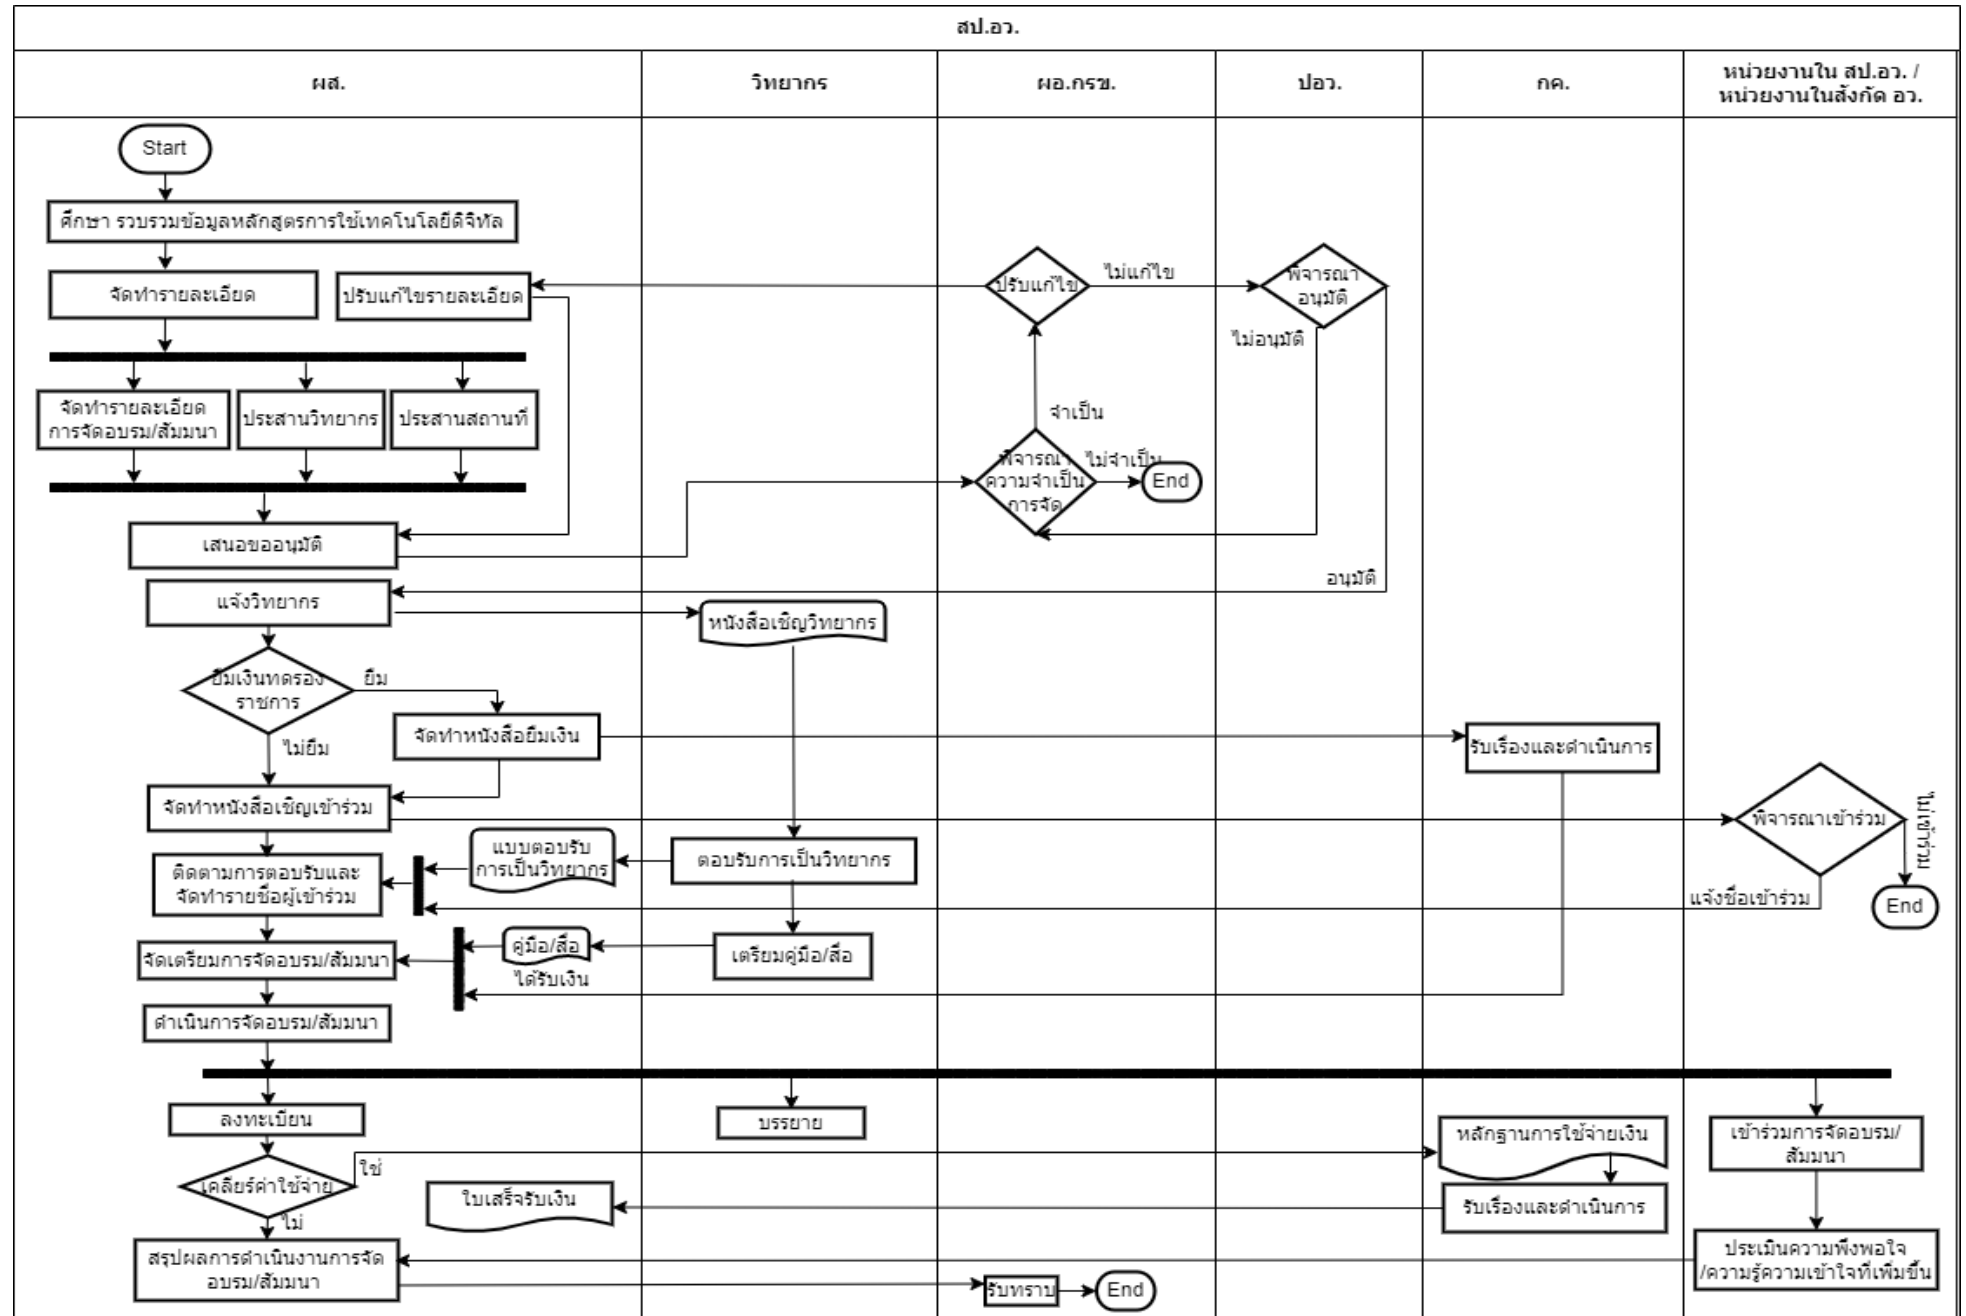 สป.อว.
ผส.
วิทยากร
ผอ.กรข.
ปอว.
กค.
หน่วยงานใน สป.อว. /
หน่วยงานในสังกัด อว.
Start
ศึกษา รวบรวมข้อมูลหลักสูตรการใช้เทคโนโลยีดิจิทัล
จัดทำรายละเอียด
ปรับแก้ไขรายละเอียด
ปรับแก้ไข
ไม่แก้ไข
พิจารณา
อนุมัติ
ไม่อนุมัติ
จัดทำรายละเอียด
การจัดอบรม/สัมมนา
ประสานวิทยากร
ประสานสถานที่
จำเป็น
พิจารณา
ความจำเป็น
การจัด
ไม่จำเป็น
End
เสนอขออนุมัติ
อนุมัติ
แจ้งวิทยากร
หนังสือเชิญวิทยากร
ยืมเงินทดรอง
ราชการ
ยืม
ไม่ยืม
จัดทำหนังสือยืมเงิน
รับเรื่องและดำเนินการ
จัดทำหนังสือเชิญเข้าร่วม
พิจารณาเข้าร่วม
ไม่เข้าร่วม
แบบตอบรับ
การเป็นวิทยากร
ตอบรับการเป็นวิทยากร
ติดตามการตอบรับและ
จัดทำรายชื่อผู้เข้าร่วม
แจ้งชื่อเข้าร่วม
End
จัดเตรียมการจัดอบรม/สัมมนา
คู่มือ/สื่อ
เตรียมคู่มือ/สื่อ
ได้รับเงิน
ดำเนินการจัดอบรม/สัมมนา
ลงทะเบียน
บรรยาย
หลักฐานการใช้จ่ายเงิน
เข้าร่วมการจัดอบรม/
สัมมนา
เคลียร์ค่าใช้จ่าย
ใช่
ไม่
ใบเสร็จรับเงิน
รับเรื่องและดำเนินการ
สรุปผลการดำเนินงานการจัด
อบรม/สัมมนา
ประเมินความพึงพอใจ
/ความรู้ความเข้าใจที่เพิ่มขึ้น
รับทราบ
End